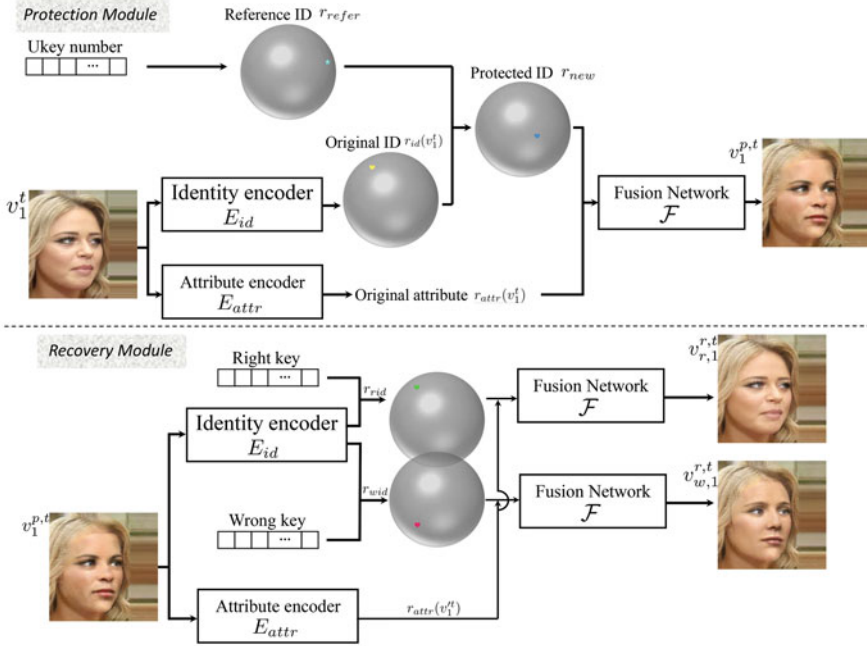 Protection Module
Reference ID r_refer
Ukey number
...
Protected ID r_new
Original ID r_id(v_1^t)
v_1^{p,t}
v_1^t
Identity encoder
E_id
Fusion Network
F
Attribute encoder
E_attr
Original attribute r_attr(v_1^t)
Recovery Module
Right key
...
r_rid
Fusion Network
F
v_{r,1}^{r,t}
Identity encoder
E_id
r_wid
Fusion Network
F
v_{w,1}^{r,t}
v_1^{p,t}
Wrong key
...
Attribute encoder
E_attr
r_attr(v_1'^t)